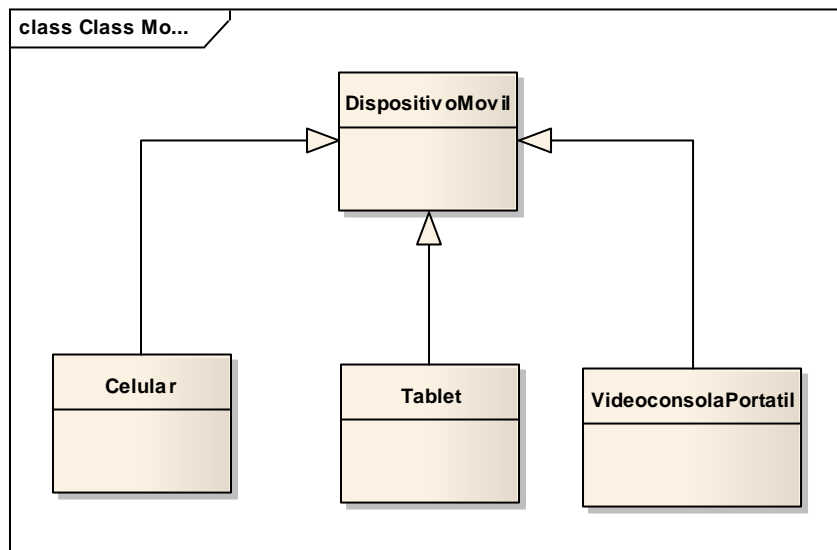 class Class Mo...
DispositivoMovil
Celular
Tablet
VideoconsolaPortatil